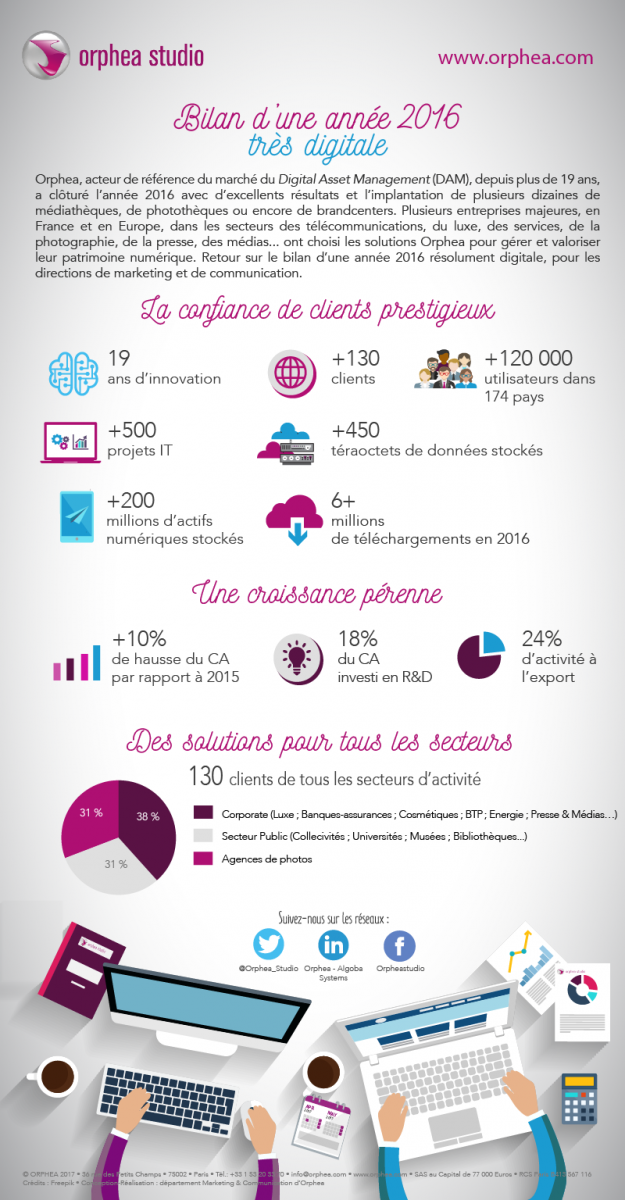 orphea studio
www.orphea.com
Bilan d'une année 2016
très digitale
Orphea, acteur de référence du marché du Digital Asset Management (DAM), depuis plus de 19 ans,
a clôturé l'année 2016 avec d'excellents résultats et l'implantation de plusieurs dizaines de
médiathèques, de photothèques ou encore de brandcenters. Plusieurs entreprises majeures, en
France et en Europe, dans les secteurs des télécommunications, du luxe, des services, de la
photographie, de la presse, des médias... ont choisi les solutions Orphea pour gérer et valoriser
leur patrimoine numérique. Retour sur le bilan d'une année 2016 résolument digitale, pour les
directions de marketing et de communication.
La confiance de clients prestigieux
19
ans d'innovation
+130
clients
+120 000
utilisateurs dans
174 pays
+500
projets IT
+450
téraoctets de données stockés
+200
millions d'actifs
numériques stockés
6+
millions
de téléchargements en 2016
Une croissance pérenne
+10%
de hausse du CA
par rapport à 2015
18%
du CA
investi en R&D
24%
d'activité à
l'export
Des solutions pour tous les secteurs
130 clients de tous les secteurs d'activité
31 %
38 %
31 %
Corporate (Luxe ; Banques-assurances ; Cosmétiques ; BTP ; Energie ; Presse & Médias...)
Secteur Public (Collecivités ; Universités ; Musées ; Bibliothèques...)
Agences de photos
Suivez-nous sur les réseaux :
@Orphea_Studio
Orphea - Algoba
Systems
Orpheastudio
© ORPHEA 2017 • 36 Petits Champs • 75002 • Paris • Tél.: +33 1 • info@orphea.com • SAS au Capital de 77 000 Euros • RCS
Crédits : Freepik • Conception-Réalisation : département Marketing & Communication d'Orphea